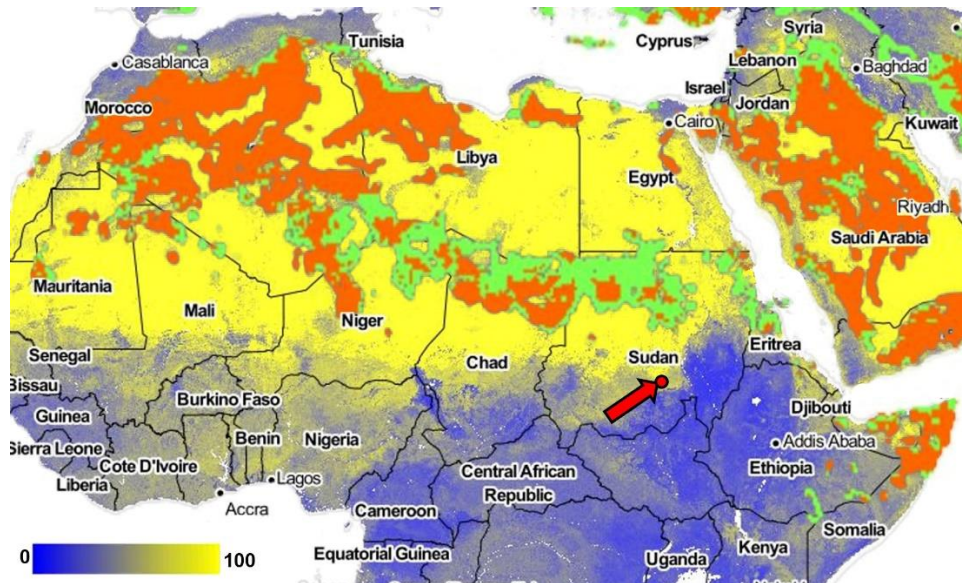 Tunisia
Cyprus
Syria
Casablanca
Lebanon
Baghdad
Israel
Morocco
Jordan
Cairo
Kuwait
Libya
Egypt
Riyadh
Saudi Arabia
Mauritania
Mali
Niger
Chad
Sudan
Eritrea
Senegal
Bissau
Burkino Faso
Djibouti
Guinea
Benin
Nigeria
Sierra Leone
Addis Ababa
Cote D'Ivoire
Ethiopia
Liberia
Lagos
Central African
Republic
Accra
Cameroon
Somalia
0
100
Equatorial Guinea
Uganda
Kenya